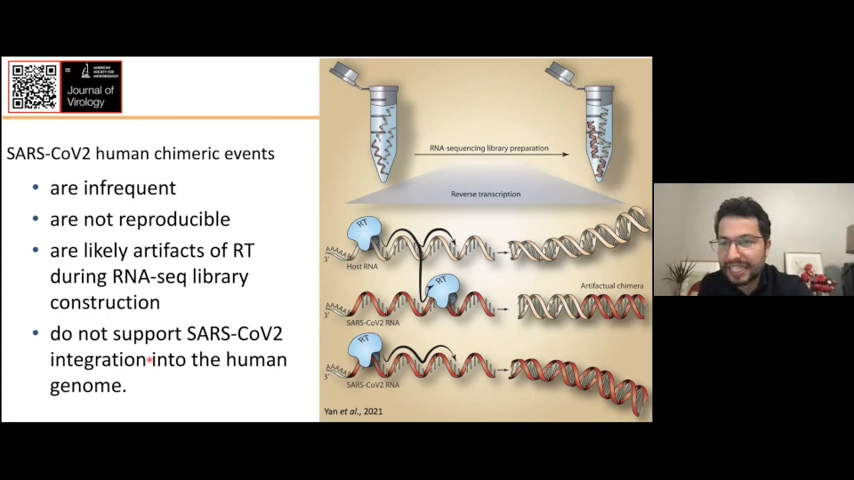 AMERICAN
SOCIETY FOR
MICROBIOLOGY
Journal of
Virology
SARS-CoV2 human chimeric events
• are infrequent
• are not reproducible
• are likely artifacts of RT
during RNA-seq library
construction
• do not support SARS-CoV2
integration into the human
genome.
RNA-sequencing library preparation
Reverse transcription
RT
AAAAA
3'
Host RNA
RT
Artifactual chimera
AAAAA
3'
SARS-CoV2 RNA
RT
AAAAA
3'
SARS-CoV2 RNA
Yan et al., 2021